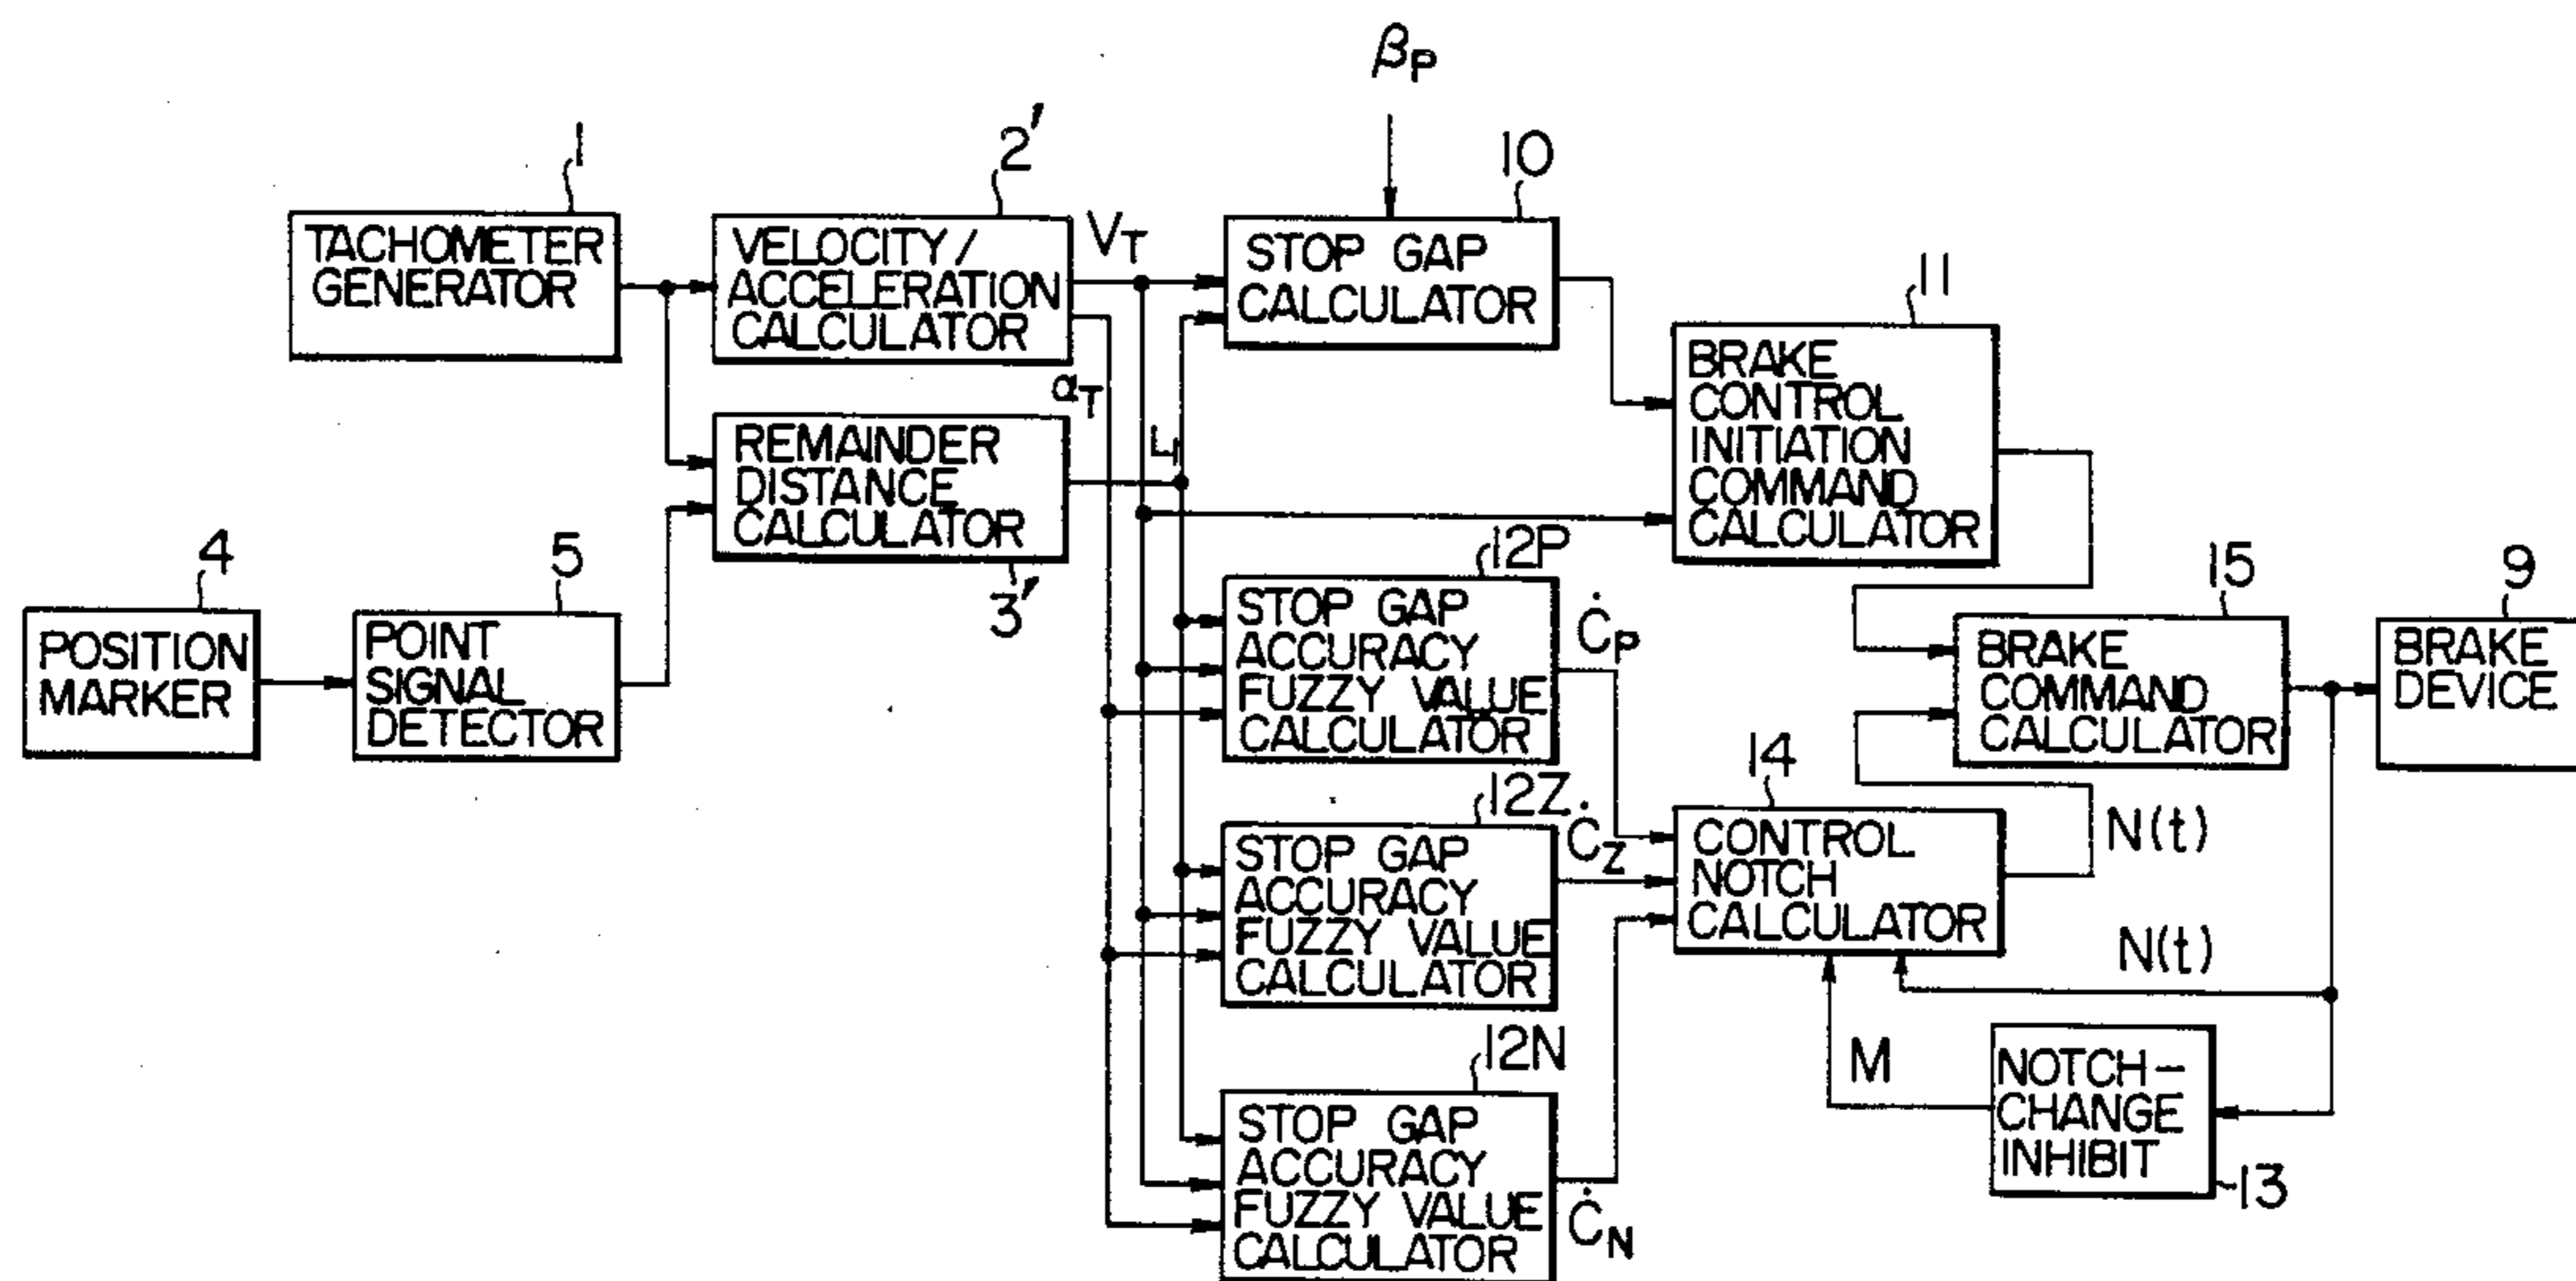 βP
1
2'
10
TACHOMETER
GENERATOR
VELOCITY/
ACCELERATION
CALCULATOR
VT
STOP GAP
CALCULATOR
11
αT
BRAKE
CONTROL
INITIATION
COMMAND
CALCULATOR
REMAINDER
DISTANCE
CALCULATOR
3'
4
5
12P
15
9
POSITION
MARKER
POINT
SIGNAL
DETECTOR
STOP GAP
ACCURACY
FUZZY VALUE
CALCULATOR
ĊP
BRAKE
COMMAND
CALCULATOR
BRAKE
DEVICE
12Z
14
STOP GAP
ACCURACY
FUZZY VALUE
CALCULATOR
ĊZ
CONTROL
NOTCH
CALCULATOR
N(t)
N(t)
12N
M
NOTCH-
CHANGE
INHIBIT
13
STOP GAP
ACCURACY
FUZZY VALUE
CALCULATOR
ĊN